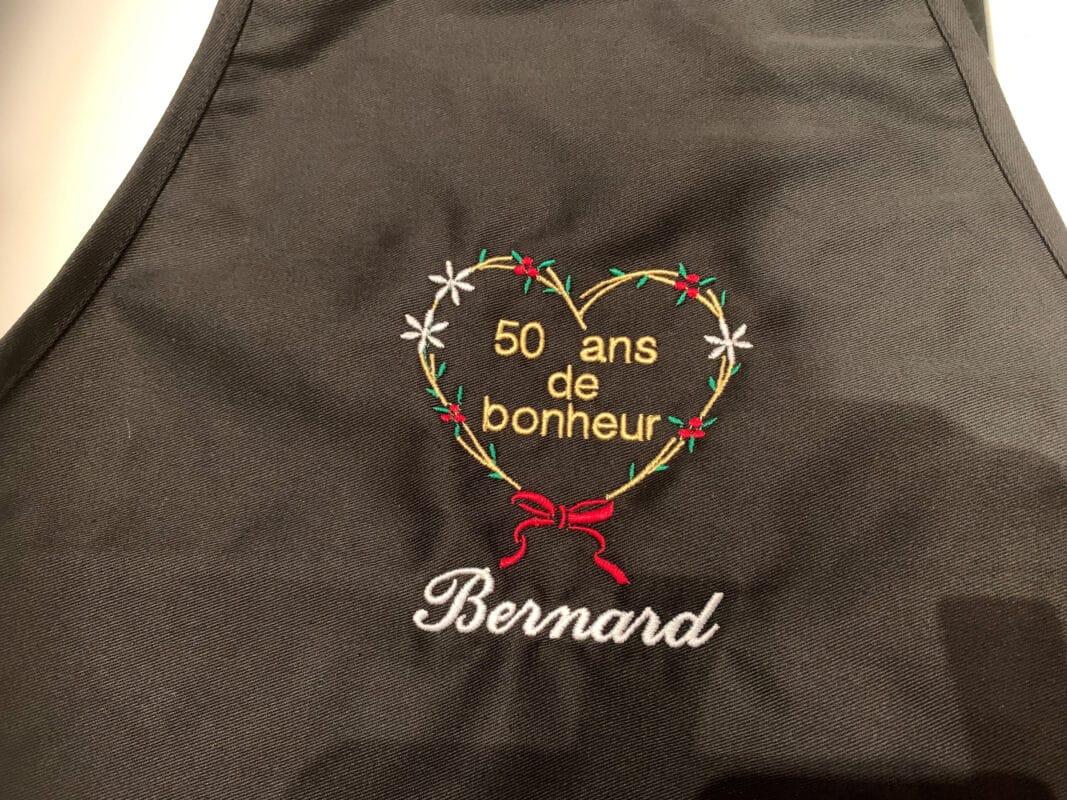 50 ans
de
bonheur
Bernard